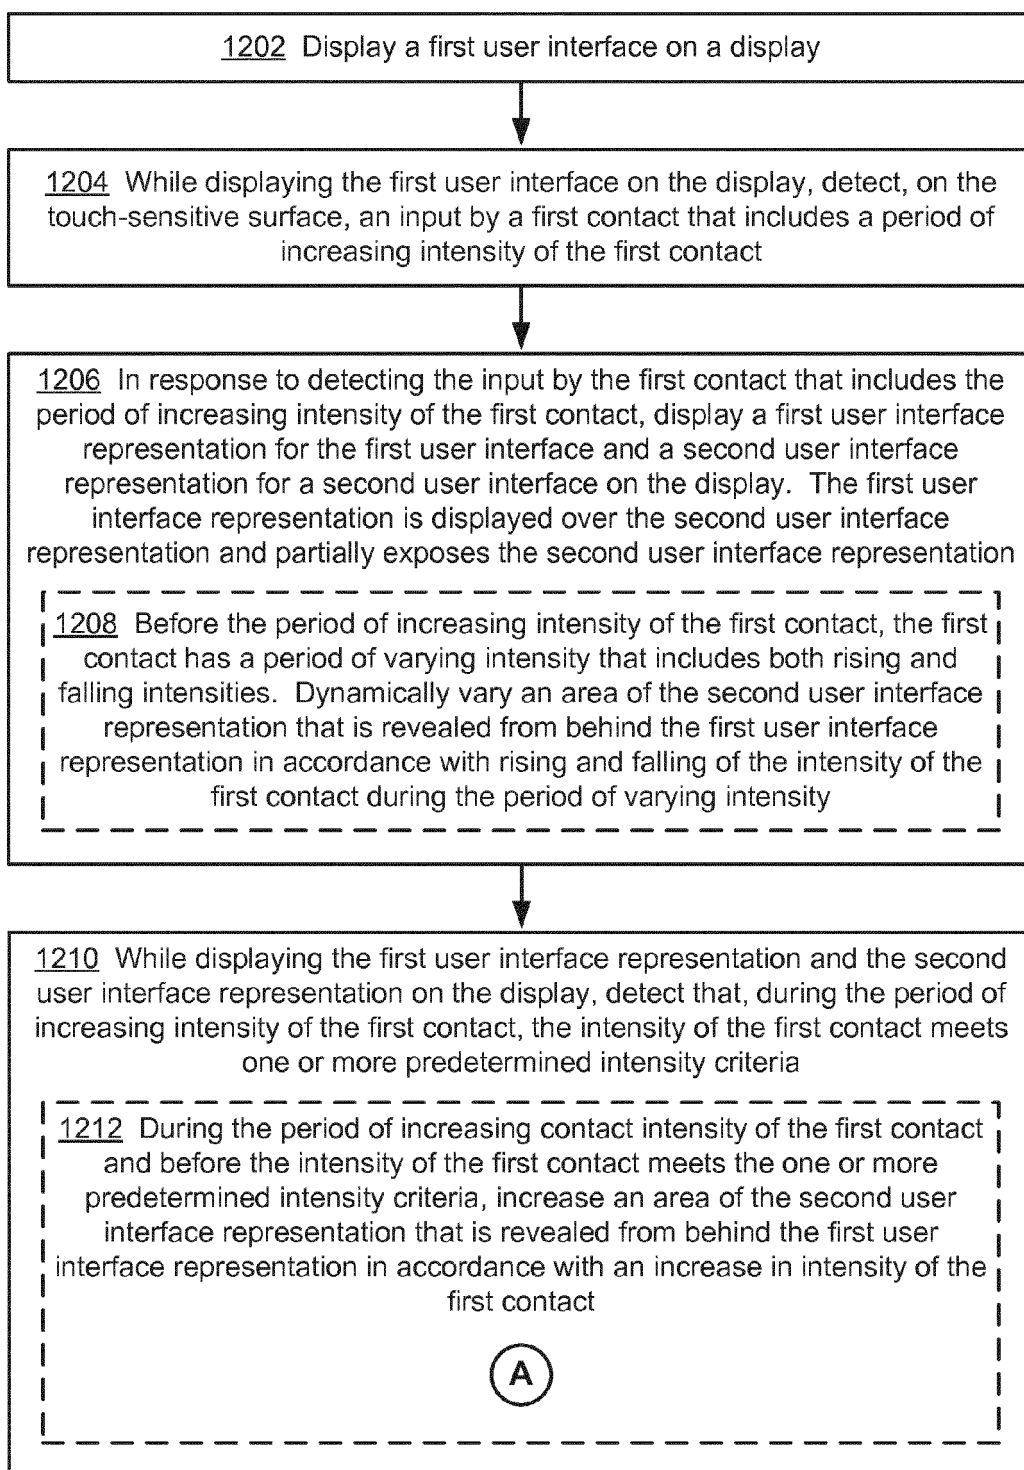 1202 Display a first user interface on a display
1204 While displaying the first user interface on the display, detect, on the
touch-sensitive surface, an input by a first contact that includes a period of
increasing intensity of the first contact
1206 In response to detecting the input by the first contact that includes the
period of increasing intensity of the first contact, display a first user interface
representation for the first user interface and a second user interface
representation for a second user interface on the display. The first user
interface representation is displayed over the second user interface
representation and partially exposes the second user interface representation
1208 Before the period of increasing intensity of the first contact, the first
contact has a period of varying intensity that includes both rising and
falling intensities. Dynamically vary an area of the second user interface
representation that is revealed from behind the first user interface
representation in accordance with rising and falling of the intensity of the
first contact during the period of varying intensity
1210 While displaying the first user interface representation and the second
user interface representation on the display, detect that, during the period of
increasing intensity of the first contact, the intensity of the first contact meets
one or more predetermined intensity criteria
1212 During the period of increasing contact intensity of the first contact
and before the intensity of the first contact meets the one or more
predetermined intensity criteria, increase an area of the second user
interface representation that is revealed from behind the first user
interface representation in accordance with an increase in intensity of the
first contact
A